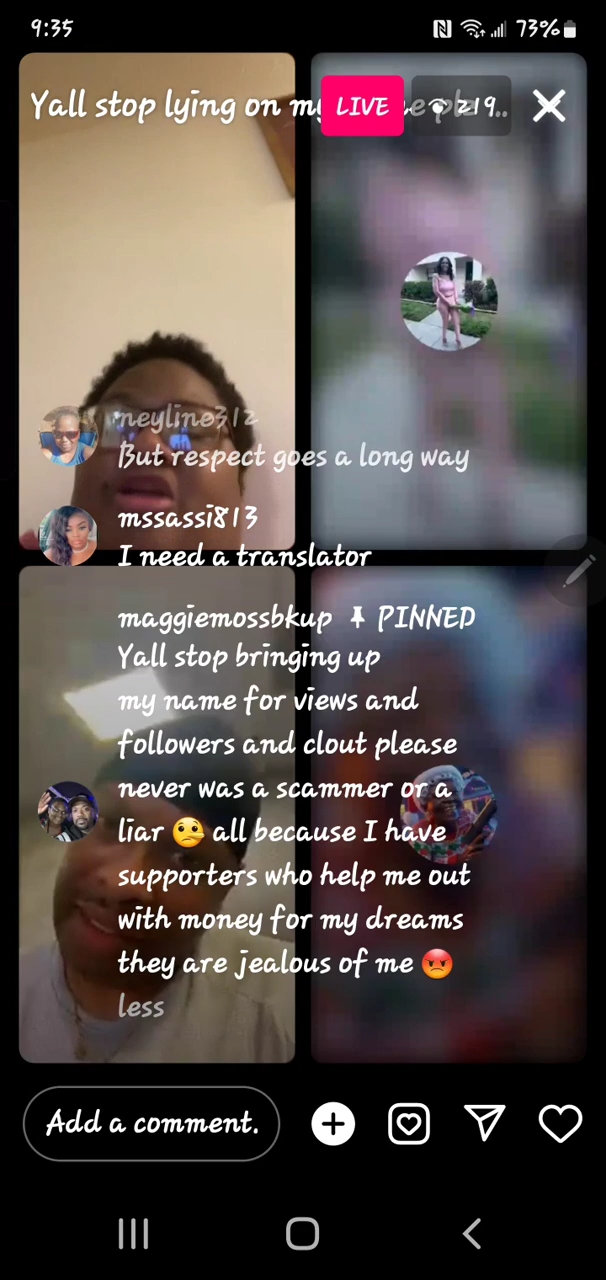 9:35
73%
Yall stop lying on my
LIVE
219
neyline312
But respect goes a long way
mssassi813
I need a translator
maggiemossbkup PINNED
Yall stop bringing up
my name for views and
followers and clout please
never was a scammer or a
liar 🤥 all because I have
supporters who help me out
with money for my dreams
they are jealous of me 😡
less
Add a comment.